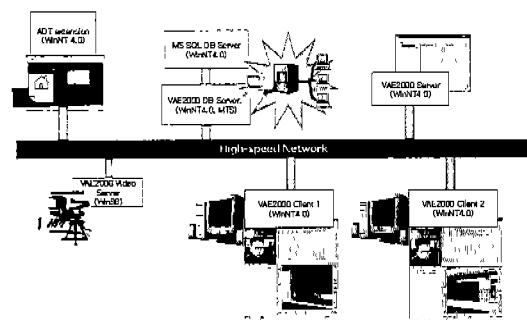 ADT extension
(WinNT 4.0)
MS SQL DB Server
(WinNT4.0)
VAE2000 DB Server.
(WinNT4.0, MTS)
VAE2000 Server
(WinNT4.0)
High-speed Network
VAE2000 Video
Server
(Win98)
VAE2000 Client 1
(WinNT4.0)
VAE2000 Client 2
(WinNT4.0)